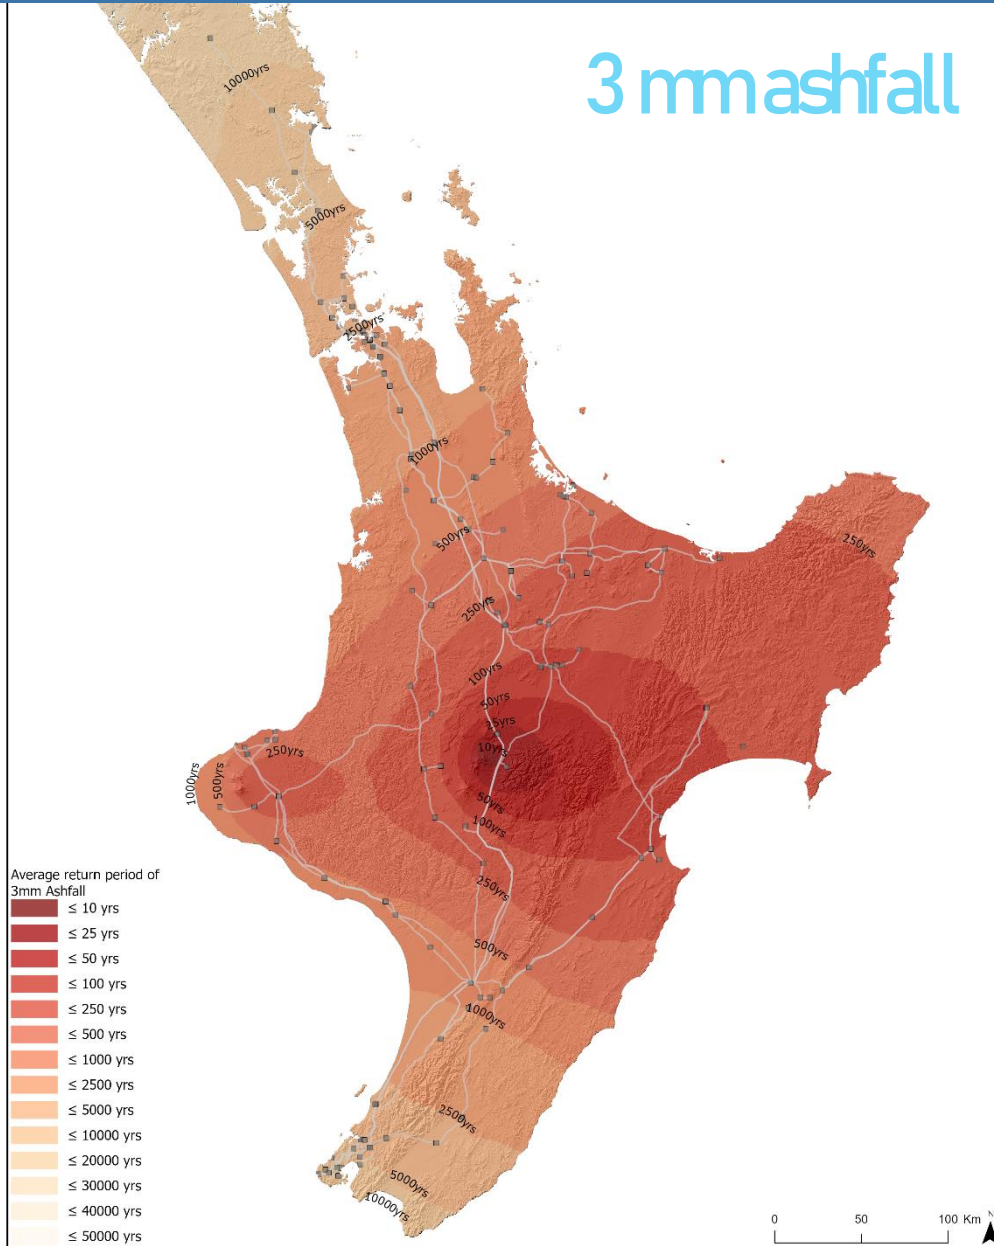 3 mm ashfall
10000yrs
5000yrs
2500yrs
1000yrs
500yrs
250yrs
250yrs
100yrs
50yrs
25yrs
10yrs
250yrs
1000yrs
500yrs
50yrs
100yrs
250yrs
500yrs
1000yrs
2500yrs
5000yrs
10000yrs
Average return period of
3mm Ashfall
≤ 10 yrs
≤ 25 yrs
≤ 50 yrs
≤ 100 yrs
≤ 250 yrs
≤ 500 yrs
≤ 1000 yrs
≤ 2500 yrs
≤ 5000 yrs
≤ 10000 yrs
≤ 20000 yrs
≤ 30000 yrs
≤ 40000 yrs
≤ 50000 yrs
0 50 100 Km
N